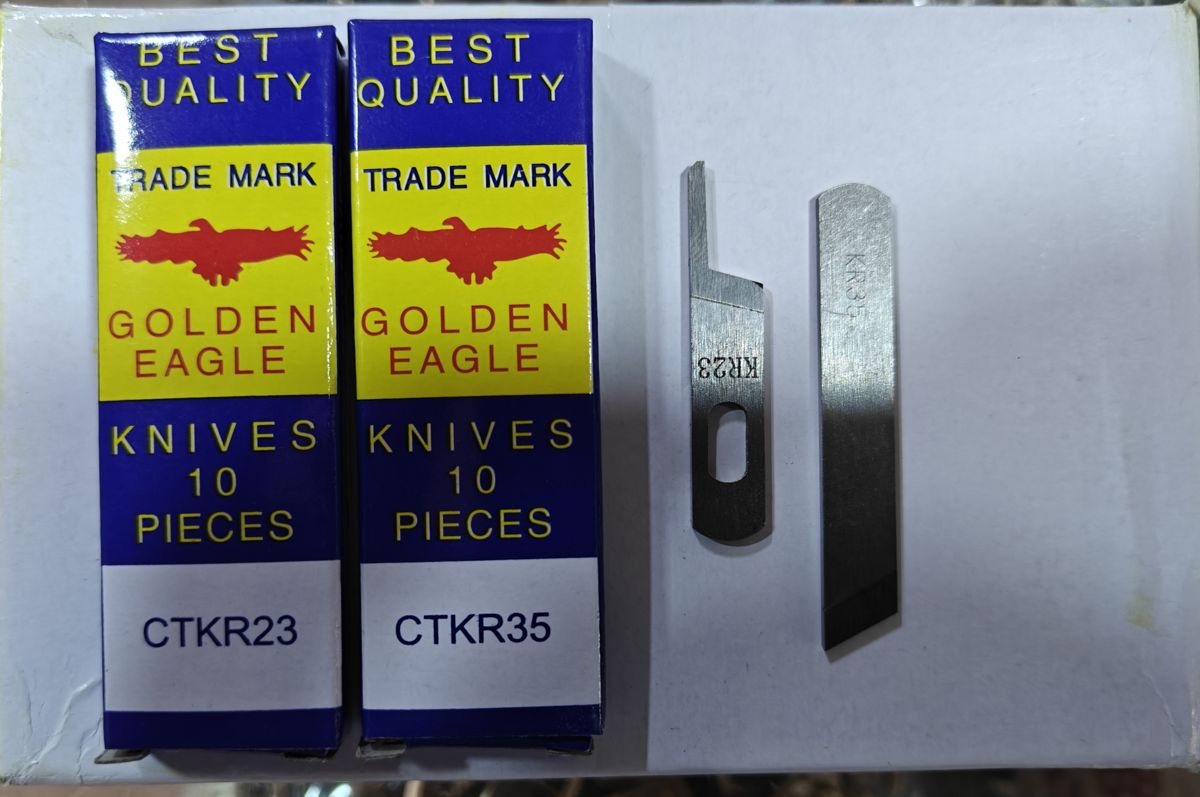 BEST
QUALITY
TRADE MARK
GOLDEN
EAGLE
KNIVES
10
PIECES
CTKR23
BEST
QUALITY
TRADE MARK
GOLDEN
EAGLE
KNIVES
10
PIECES
CTKR35
KR23
KR35